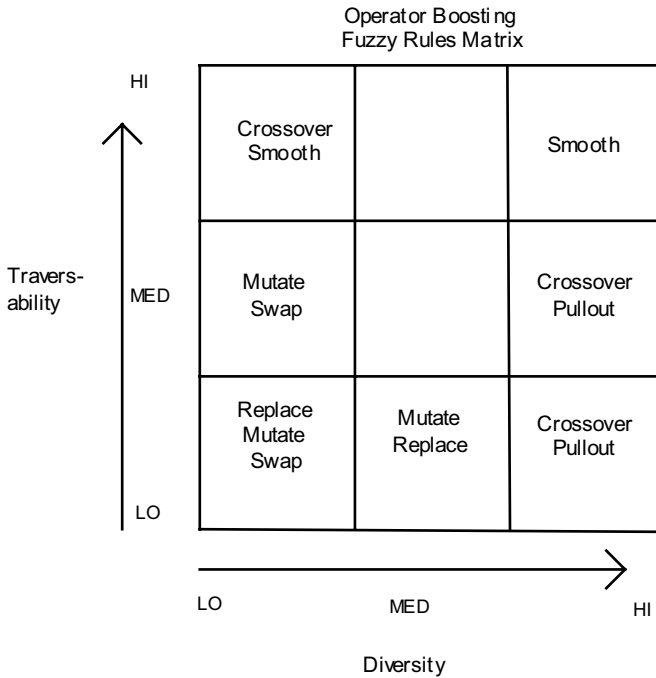 Operator Boosting
Fuzzy Rules Matrix
HI
Crossover
Smooth
Smooth
Travers-
ability
MED
Mutate
Swap
Crossover
Pullout
Replace
Mutate
Swap
Mutate
Replace
Crossover
Pullout
LO
LO
MED
HI
Diversity